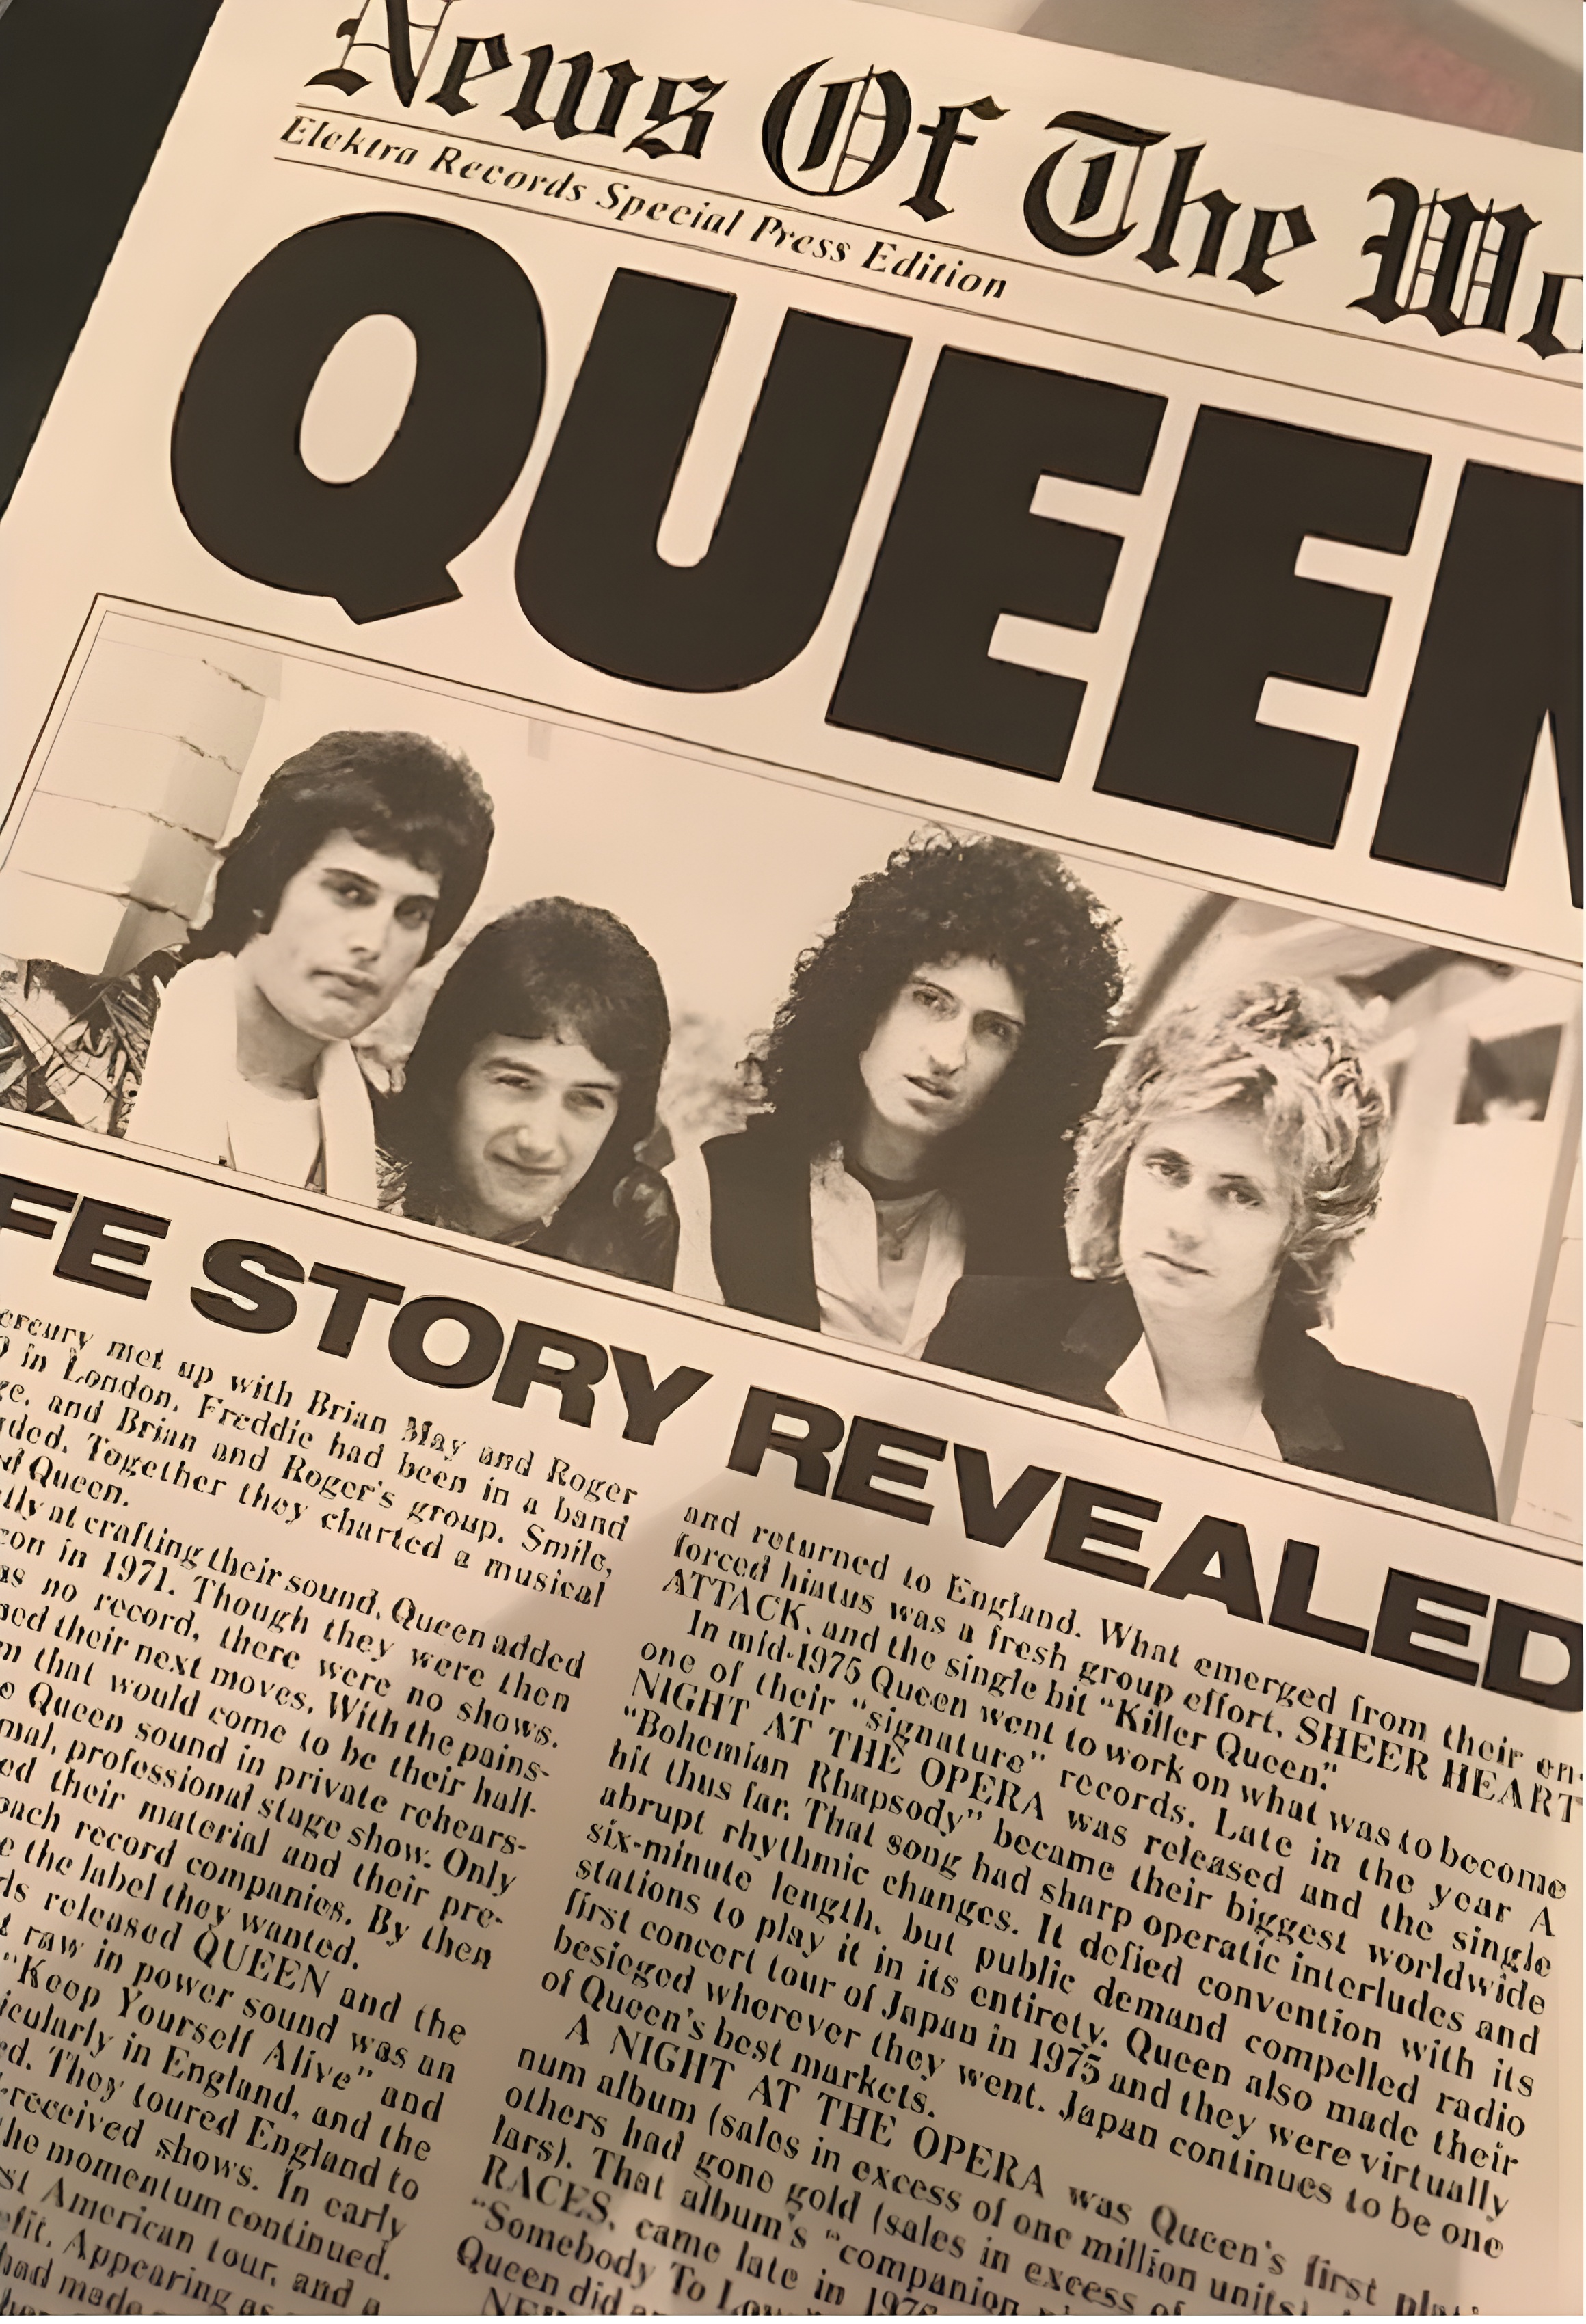 News Of The Wo
Elektra Records Special Press Edition
QUEEN
FE STORY REVEALED
ercury met up with Brian May and Roger
in London. Freddie had been in a band
ge, and Brian and Roger's group, Smile,
ded. Together they charted a musical
of Queen.
tly at crafting their sound, Queen added
con in 1971. Though they were then
as no record, there were no shows.
ned their next moves. With the pains-
m that would come to be their hall-
e Queen sound in private rehears-
mal, professional stage show. Only
ed their material and their pre-
oach record companies. By then
e the label they wanted.
ds released QUEEN and the
t raw in power sound was an
"Keep Yourself Alive" and
icularly in England, and the
ed. They toured England to
-received shows. In early
the momentum continued.
st American tour, and a
efit. Appearing as
had made
and returned to England. What emerged from their en-
forced hiatus was a fresh group effort, SHEER HEART
ATTACK, and the single hit "Killer Queen."
In mid-1975 Queen went to work on what was to become
one of their "signature" records. Late in the year A
NIGHT AT THE OPERA was released and the single
"Bohemian Rhapsody" became their biggest worldwide
hit thus far. That song had sharp operatic interludes and
abrupt rhythmic changes. It defied convention with its
six-minute length, but public demand compelled radio
stations to play it in its entirety. Queen also made their
first concert tour of Japan in 1975 and they were virtually
besieged wherever they went. Japan continues to be one
of Queen's best markets.
A NIGHT AT THE OPERA was Queen's first plati-
num album (sales in excess of one million units)
others had gone gold (sales in excess of
lars). That album's "companion
RACES, came late in 1976
"Somebody To Love"
Queen did